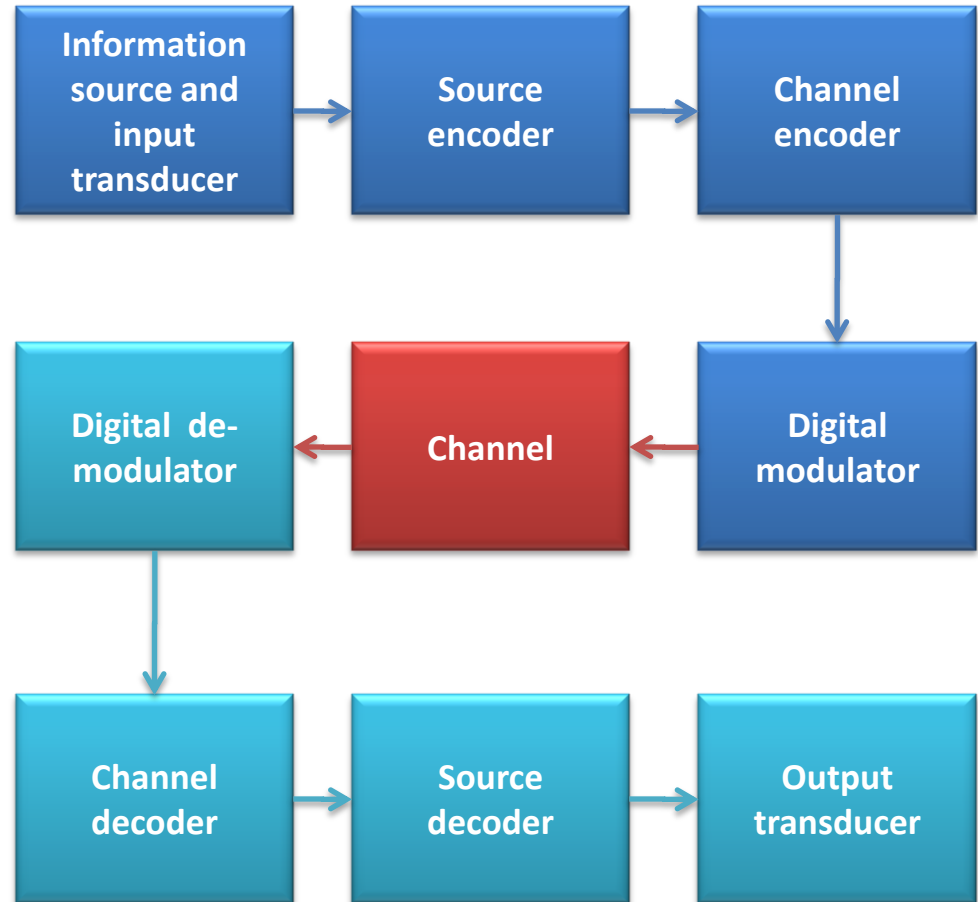 Information
source and
input
transducer
Source
encoder
Channel
encoder
Digital de-
modulator
Channel
Digital
modulator
Channel
decoder
Source
decoder
Output
transducer